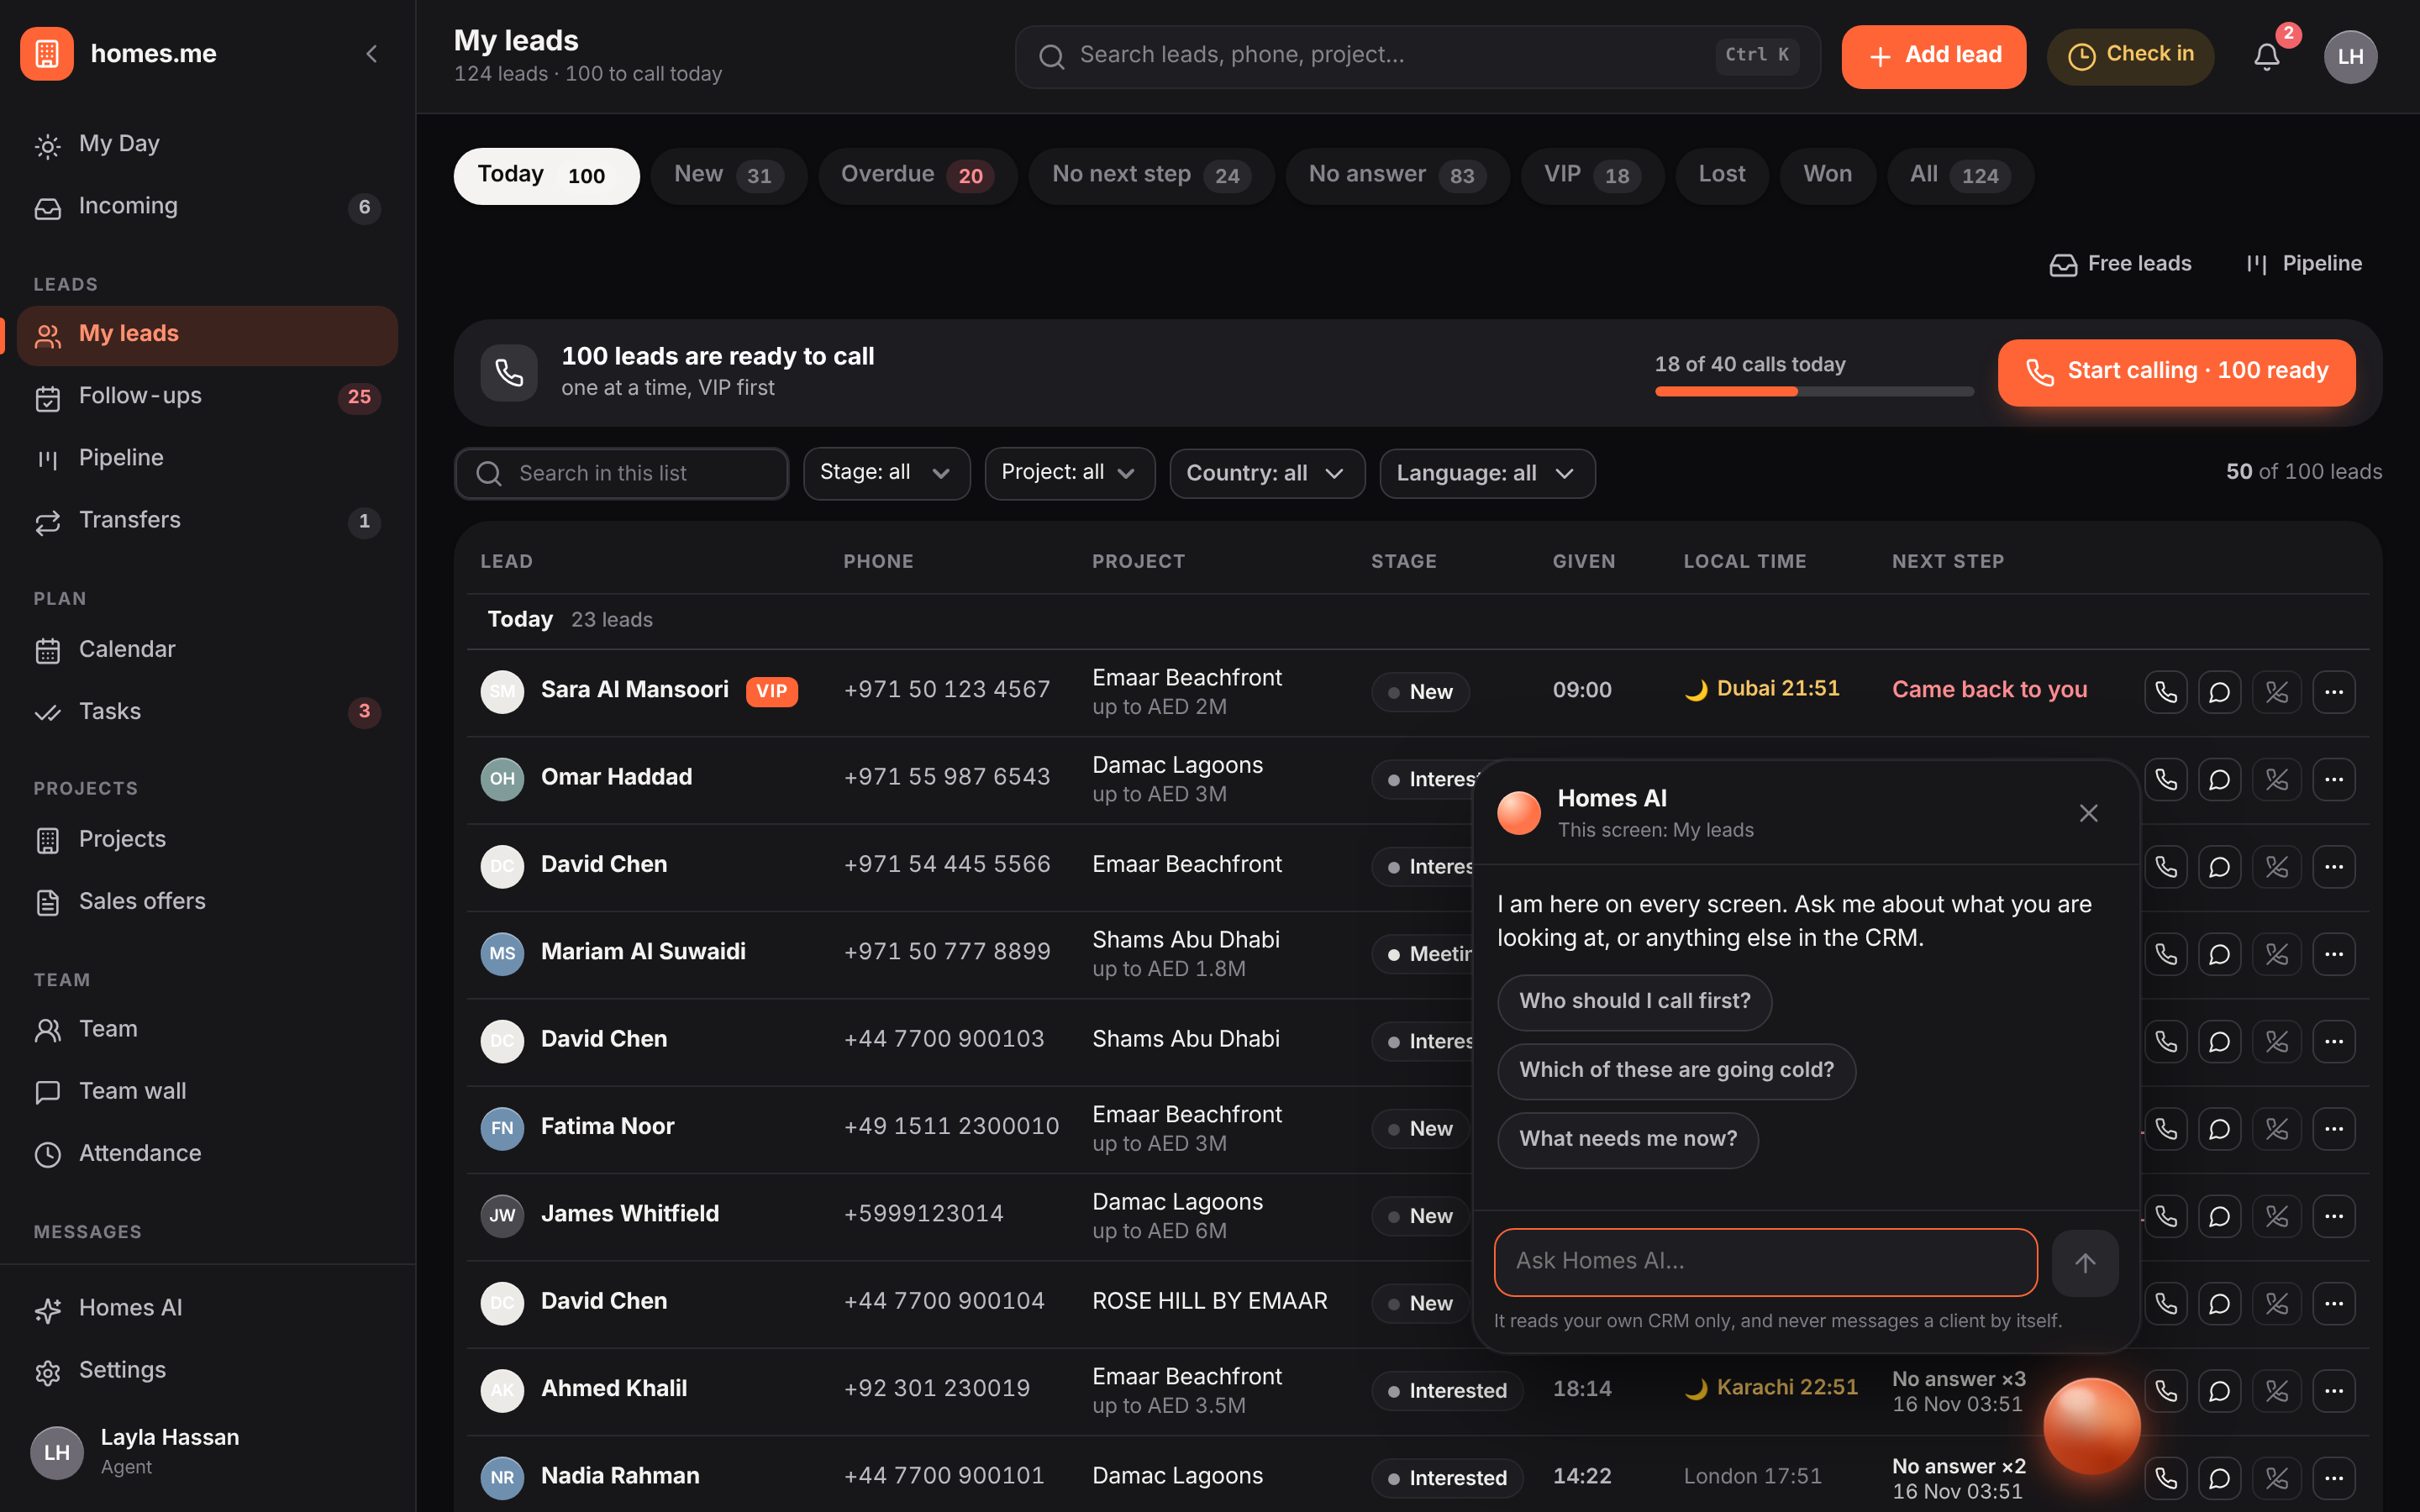 homes.me
My Day
Incoming 6
LEADS
My leads
Follow-ups 25
Pipeline
Transfers 1
PLAN
Calendar
Tasks 3
PROJECTS
Projects
Sales offers
TEAM
Team
Team wall
Attendance
MESSAGES
Homes AI
Settings
LH Layla Hassan
Agent
My leads
124 leads · 100 to call today
Search leads, phone, project... Ctrl K
Add lead
Check in
2
LH
Today 100 New 31 Overdue 20 No next step 24 No answer 83 VIP 18 Lost Won All 124
Free leads Pipeline
100 leads are ready to call
one at a time, VIP first
18 of 40 calls today
Start calling · 100 ready
Search in this list Stage: all Project: all Country: all Language: all 50 of 100 leads
LEAD PHONE PROJECT STAGE GIVEN LOCAL TIME NEXT STEP
Today 23 leads
SM Sara Al Mansoori VIP +971 50 123 4567 Emaar Beachfront New 09:00 Dubai 21:51 Came back to you
up to AED 2M
OH Omar Haddad +971 55 987 6543 Damac Lagoons
up to AED 3M
DC David Chen +971 54 445 5566 Emaar Beachfront
MS Mariam Al Suwaidi +971 50 777 8899 Shams Abu Dhabi
up to AED 1.8M
DC David Chen +44 7700 900103 Shams Abu Dhabi
FN Fatima Noor +49 1511 2300010 Emaar Beachfront New
up to AED 3M
JW James Whitfield +5999123014 Damac Lagoons New
up to AED 6M
DC David Chen +44 7700 900104 ROSE HILL BY EMAAR New
AK Ahmed Khalil +92 301 230019 Emaar Beachfront Interested 18:14 Karachi 22:51 No answer ×3
up to AED 3.5M 16 Nov 03:51
NR Nadia Rahman +44 7700 900101 Damac Lagoons Interested 14:22 London 17:51 No answer ×2
16 Nov 03:51
Homes AI
This screen: My leads
I am here on every screen. Ask me about what you are
looking at, or anything else in the CRM.
Who should I call first?
Which of these are going cold?
What needs me now?
Ask Homes AI...
It reads your own CRM only, and never messages a client by itself.